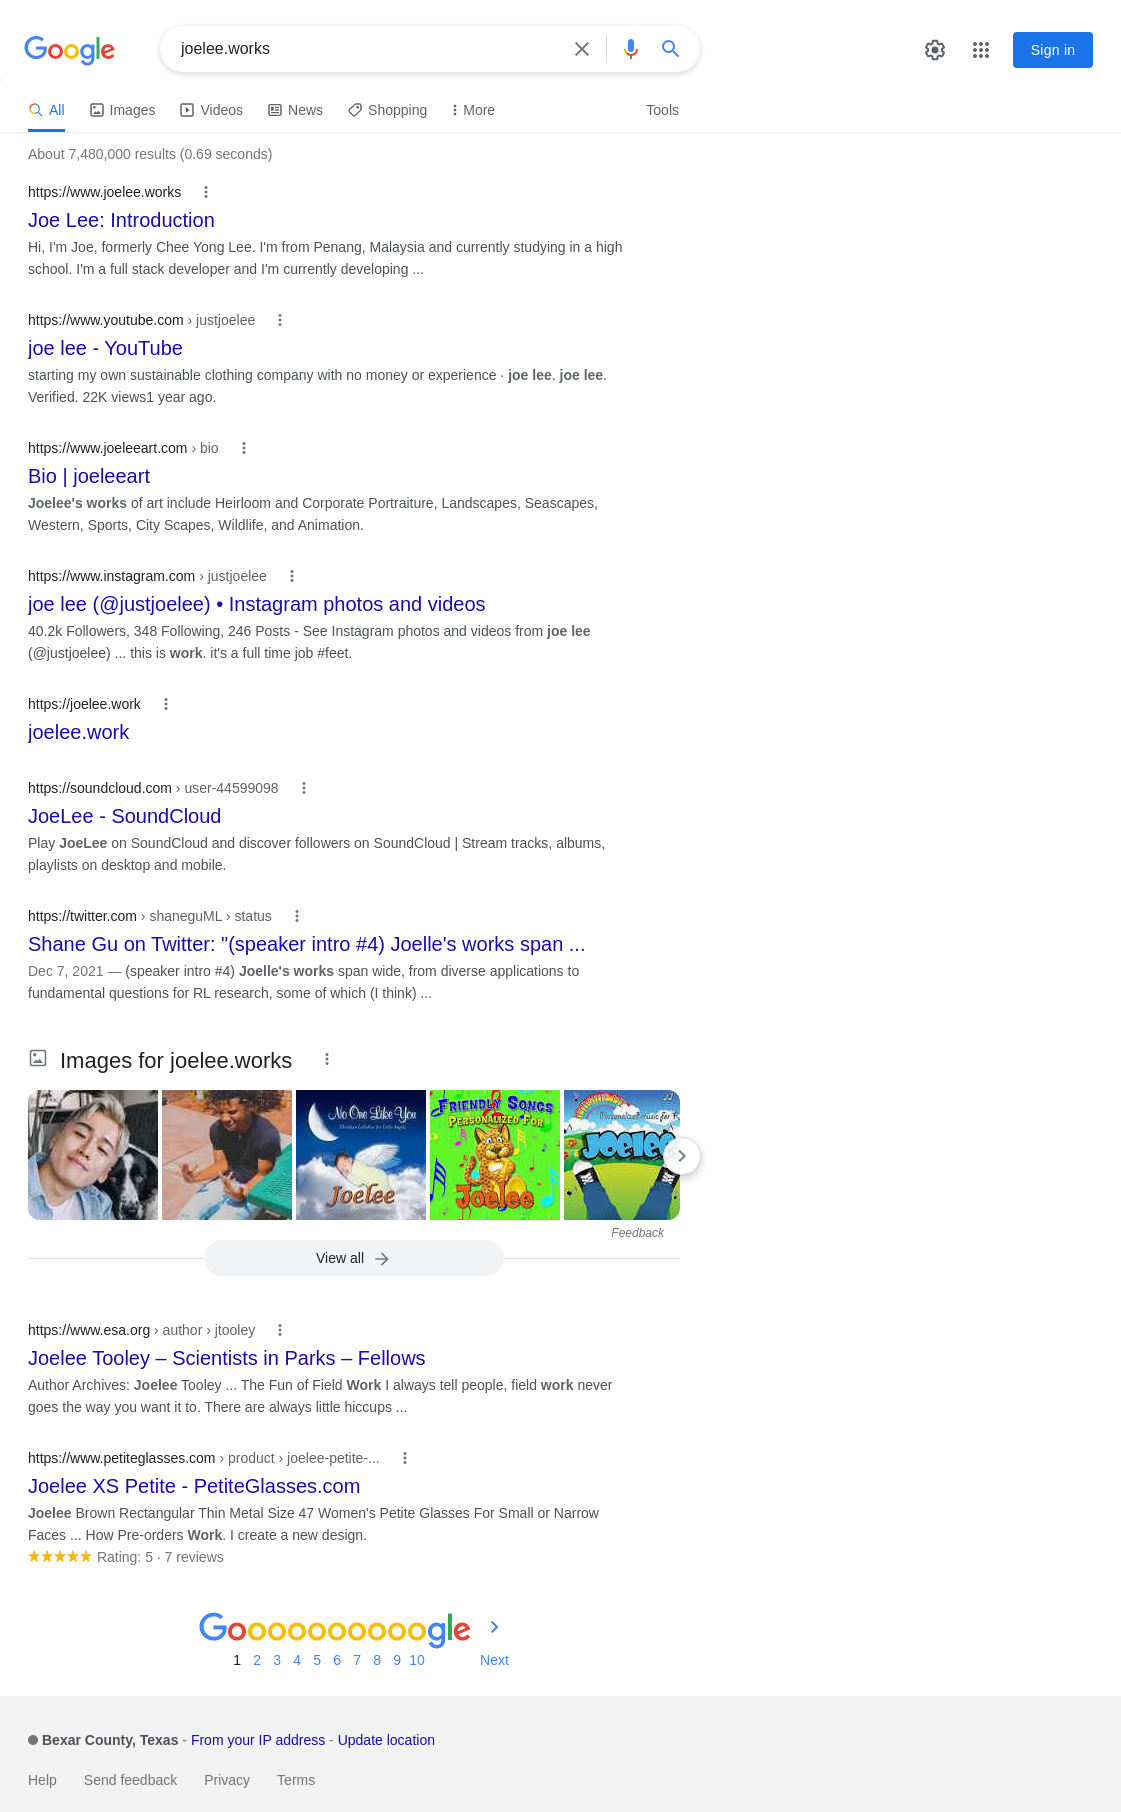 Google
joelee.works
Sign in
All
Images
Videos
News
Shopping
More
Tools
About 7,480,000 results (0.69 seconds)
https://www.joelee.works
Joe Lee: Introduction
Hi, I'm Joe, formerly Chee Yong Lee. I'm from Penang, Malaysia and currently studying in a high
school. I'm a full stack developer and I'm currently developing ...
https://www.youtube.com › justjoelee
joe lee - YouTube
starting my own sustainable clothing company with no money or experience · joe lee. joe lee.
Verified. 22K views1 year ago.
https://www.joeleeart.com › bio
Bio | joeleeart
Joelee's works of art include Heirloom and Corporate Portraiture, Landscapes, Seascapes,
Western, Sports, City Scapes, Wildlife, and Animation.
https://www.instagram.com › justjoelee
joe lee (@justjoelee) • Instagram photos and videos
40.2k Followers, 348 Following, 246 Posts - See Instagram photos and videos from joe lee
(@justjoelee) ... this is work. it's a full time job #feet.
https://joelee.work
joelee.work
https://soundcloud.com › user-44599098
JoeLee - SoundCloud
Play JoeLee on SoundCloud and discover followers on SoundCloud | Stream tracks, albums,
playlists on desktop and mobile.
https://twitter.com › shaneguML › status
Shane Gu on Twitter: "(speaker intro #4) Joelle's works span ...
Dec 7, 2021 — (speaker intro #4) Joelle's works span wide, from diverse applications to
fundamental questions for RL research, some of which (I think) ...
Images for joelee.works
No One Like You
Christian Lullabies for Little Angels
Joelee
FRIENDLY SONGS
PERSONALIZED FOR
Joelee
Personalized music for K
JOELEE
Feedback
View all
https://www.esa.org › author › jtooley
Joelee Tooley – Scientists in Parks – Fellows
Author Archives: Joelee Tooley ... The Fun of Field Work I always tell people, field work never
goes the way you want it to. There are always little hiccups ...
https://www.petiteglasses.com › product › joelee-petite-...
Joelee XS Petite - PetiteGlasses.com
Joelee Brown Rectangular Thin Metal Size 47 Women's Petite Glasses For Small or Narrow
Faces ... How Pre-orders Work. I create a new design.
Rating: 5 · 7 reviews
Goooooooooogle
1 2 3 4 5 6 7 8 9 10 Next
Bexar County, Texas - From your IP address - Update location
Help Send feedback Privacy Terms